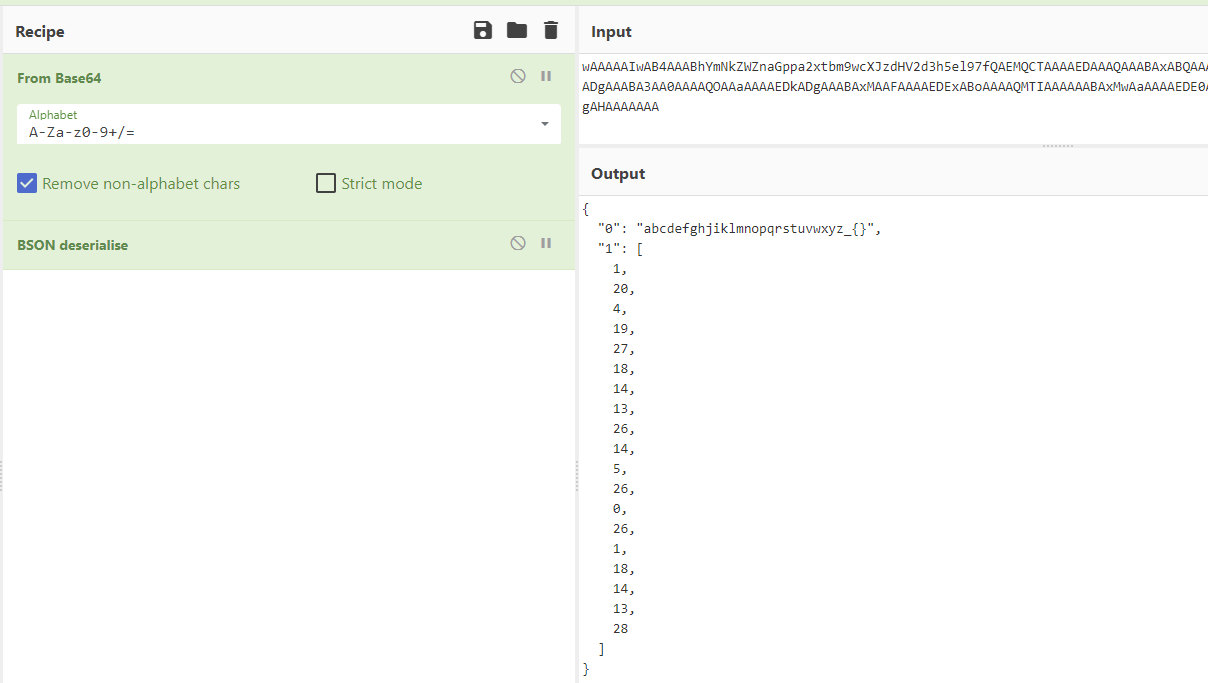 Recipe
From Base64
Alphabet
A-Za-z0-9+/=
Remove non-alphabet chars
Strict mode
BSON deserialise
Input
wAAAAAIwAB4AAABhYmNkZWZnaGppa2xtbm9wcXJzdHV2d3h5el97fQAEMQCTAAAAEDAAAQAAABAxABQAAA
ADgAAABA3AA0AAAAQOAAaAAAAEDkADgAAABAxMAAFAAAAEDExABoAAAAQMTIAAAAAABAxMwAaAAAAEDE0A
gAHAAAAAAA
Output
{
"0": "abcdefghjiklmnopqrstuvwxyz_{}",
"1": [
1,
20,
4,
19,
27,
18,
14,
13,
26,
14,
5,
26,
0,
26,
1,
18,
14,
13,
28
]
}